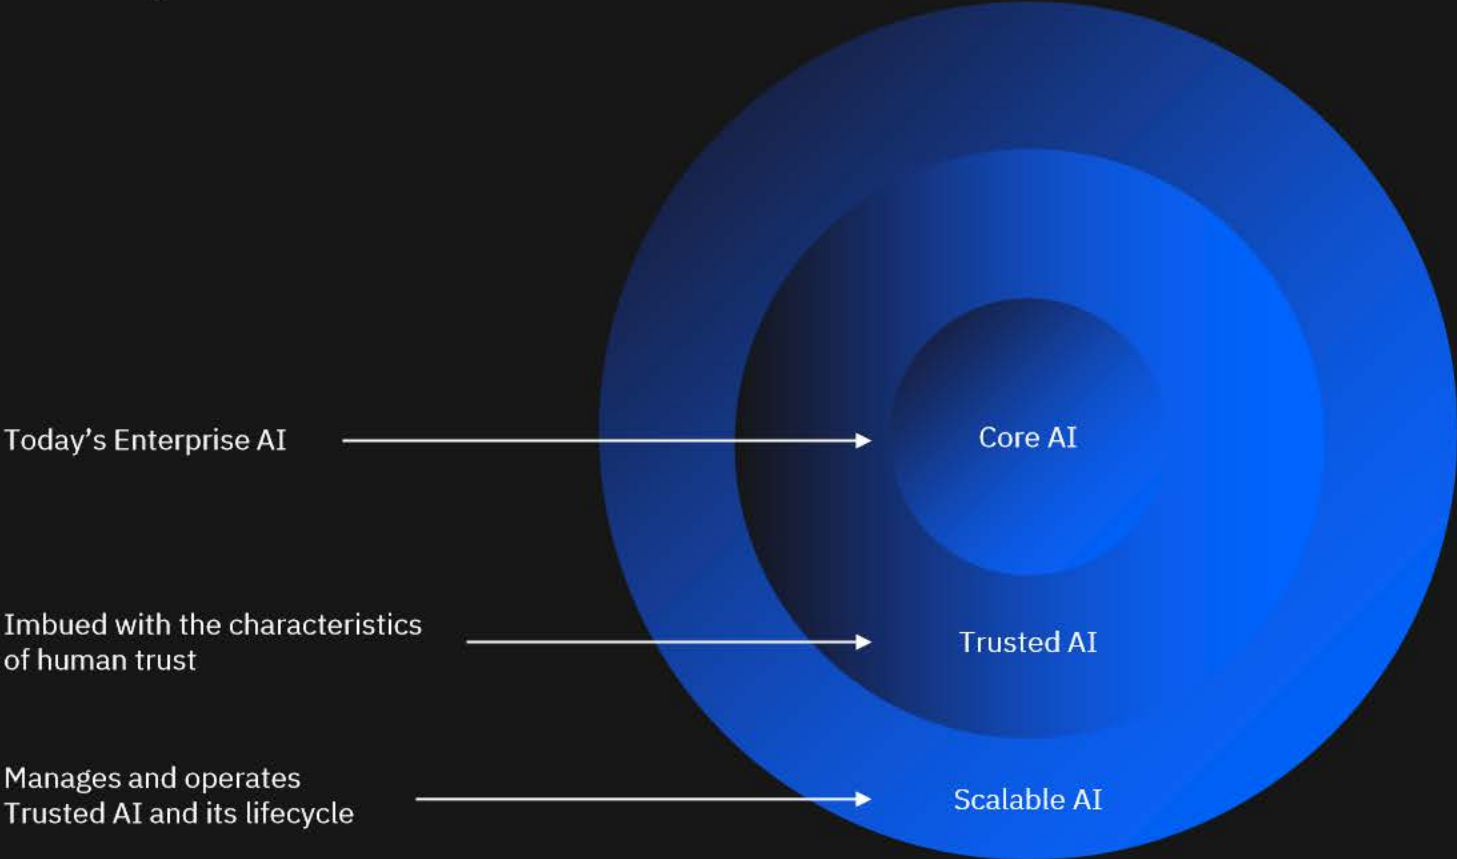 Today’s Enterprise AI
Core AI
Imbued with the characteristics
of human trust
Trusted AI
Manages and operates
Trusted AI and its lifecycle
Scalable AI